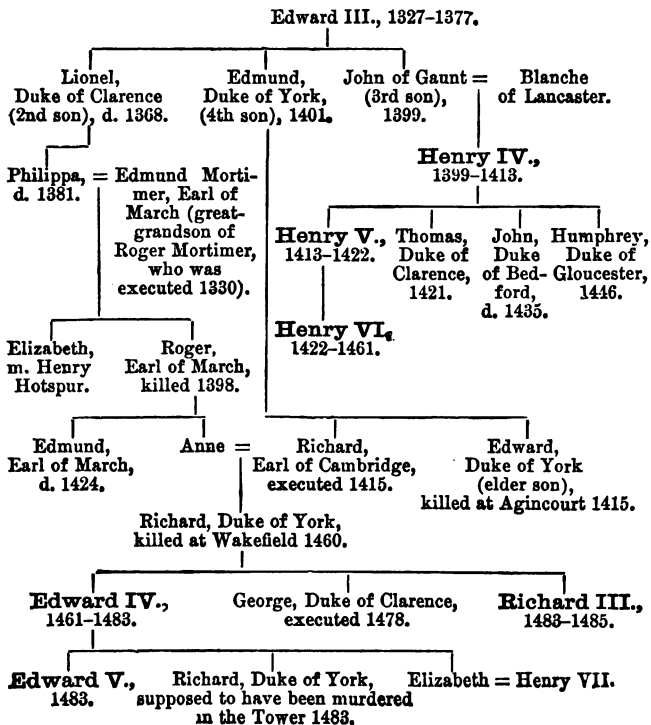 Edward III., 1327–1377.
Lionel,
Duke of Clarence
(2nd son), d. 1368.
Edmund,
Duke of York,
(4th son), 1401.
John of Gaunt =
(3rd son),
1399.
Blanche
of Lancaster.
Philippa, =
d. 1381.
Edmund Morti-
mer, Earl of
March (great-
grandson of
Roger Mortimer,
who was
executed 1330).
Henry IV.,
1399–1413.
Henry V.,
1413–1422.
Thomas,
Duke of
Clarence,
1421.
John,
Duke
of Bed-
ford,
d. 1435.
Humphrey,
Duke of
Gloucester,
1446.
Henry VI.,
1422–1461.
Elizabeth,
m. Henry
Hotspur.
Roger,
Earl of March,
killed 1398.
Edmund,
Earl of March,
d. 1424.
Anne =
Richard,
Earl of Cambridge,
executed 1415.
Edward,
Duke of York
(elder son),
killed at Agincourt 1415.
Richard, Duke of York,
killed at Wakefield 1460.
Edward IV.,
1461–1483.
George, Duke of Clarence,
executed 1478.
Richard III.,
1483–1485.
Edward V.,
1483.
Richard, Duke of York,
supposed to have been murdered
in the Tower 1483.
Elizabeth = Henry VII.